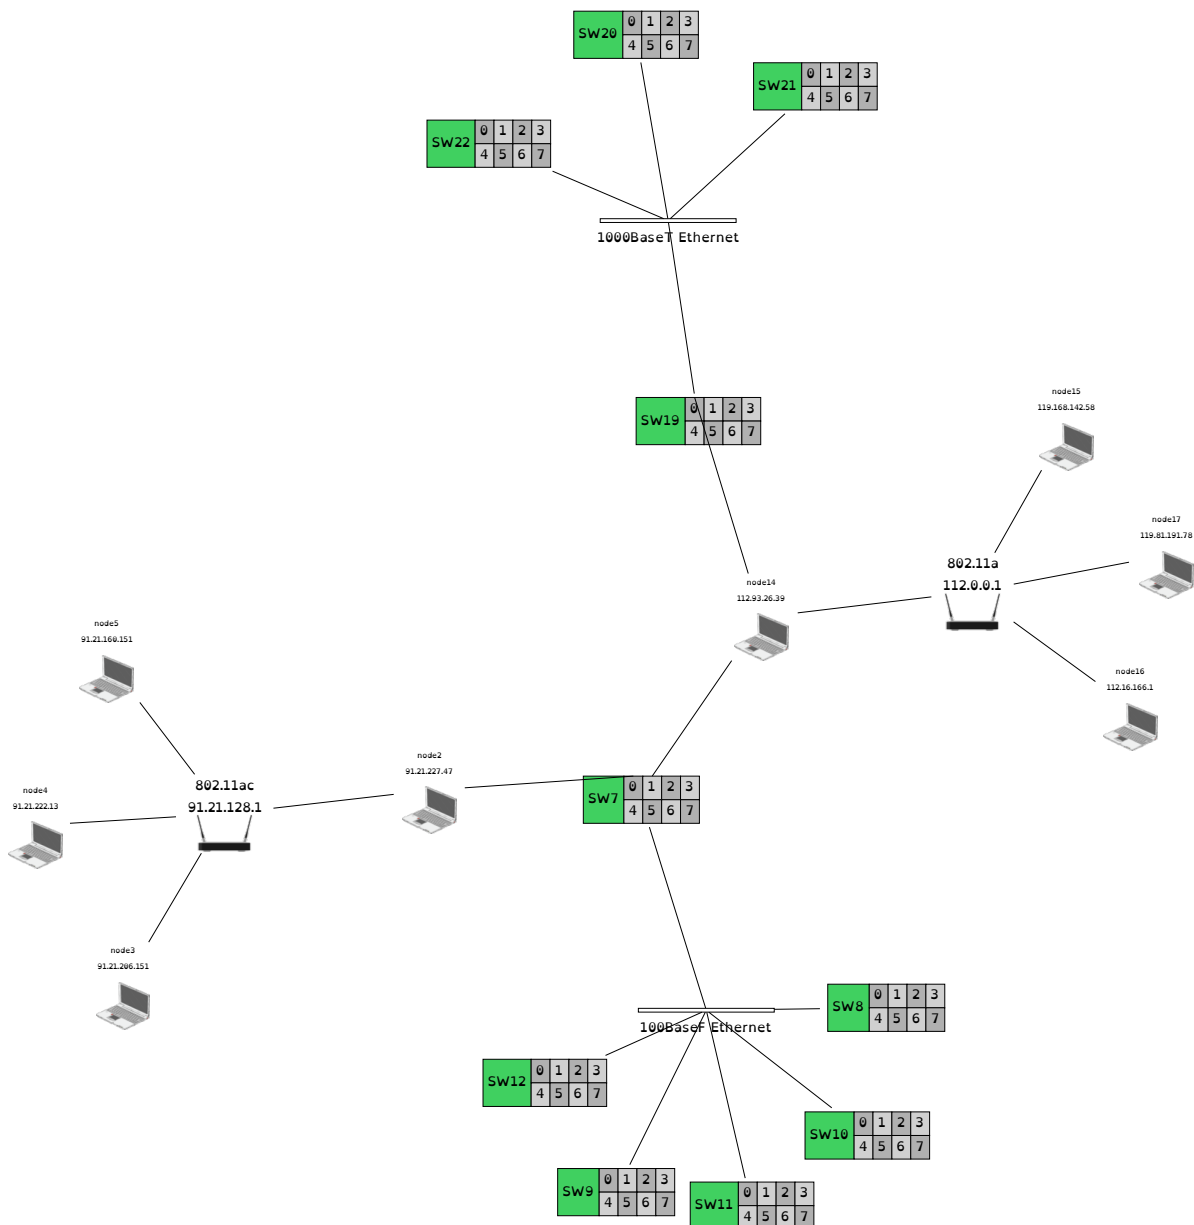 SW20 0 1 2 3
4 5 6 7
SW21 0 1 2 3
4 5 6 7
SW22 0 1 2 3
4 5 6 7
1000BaseT Ethernet
SW19 0 1 2 3
4 5 6 7
node15
119.168.142.58
node17
119.81.191.78
802.11a
112.0.0.1
node14
112.93.26.39
node16
112.16.166.1
node5
91.21.160.151
node2
91.21.227.47
802.11ac
91.21.128.1
node4
91.21.222.13
SW7 0 1 2 3
4 5 6 7
node3
91.21.206.151
SW8 0 1 2 3
4 5 6 7
100BaseF Ethernet
SW12 0 1 2 3
4 5 6 7
SW10 0 1 2 3
4 5 6 7
SW9 0 1 2 3
4 5 6 7
SW11 0 1 2 3
4 5 6 7